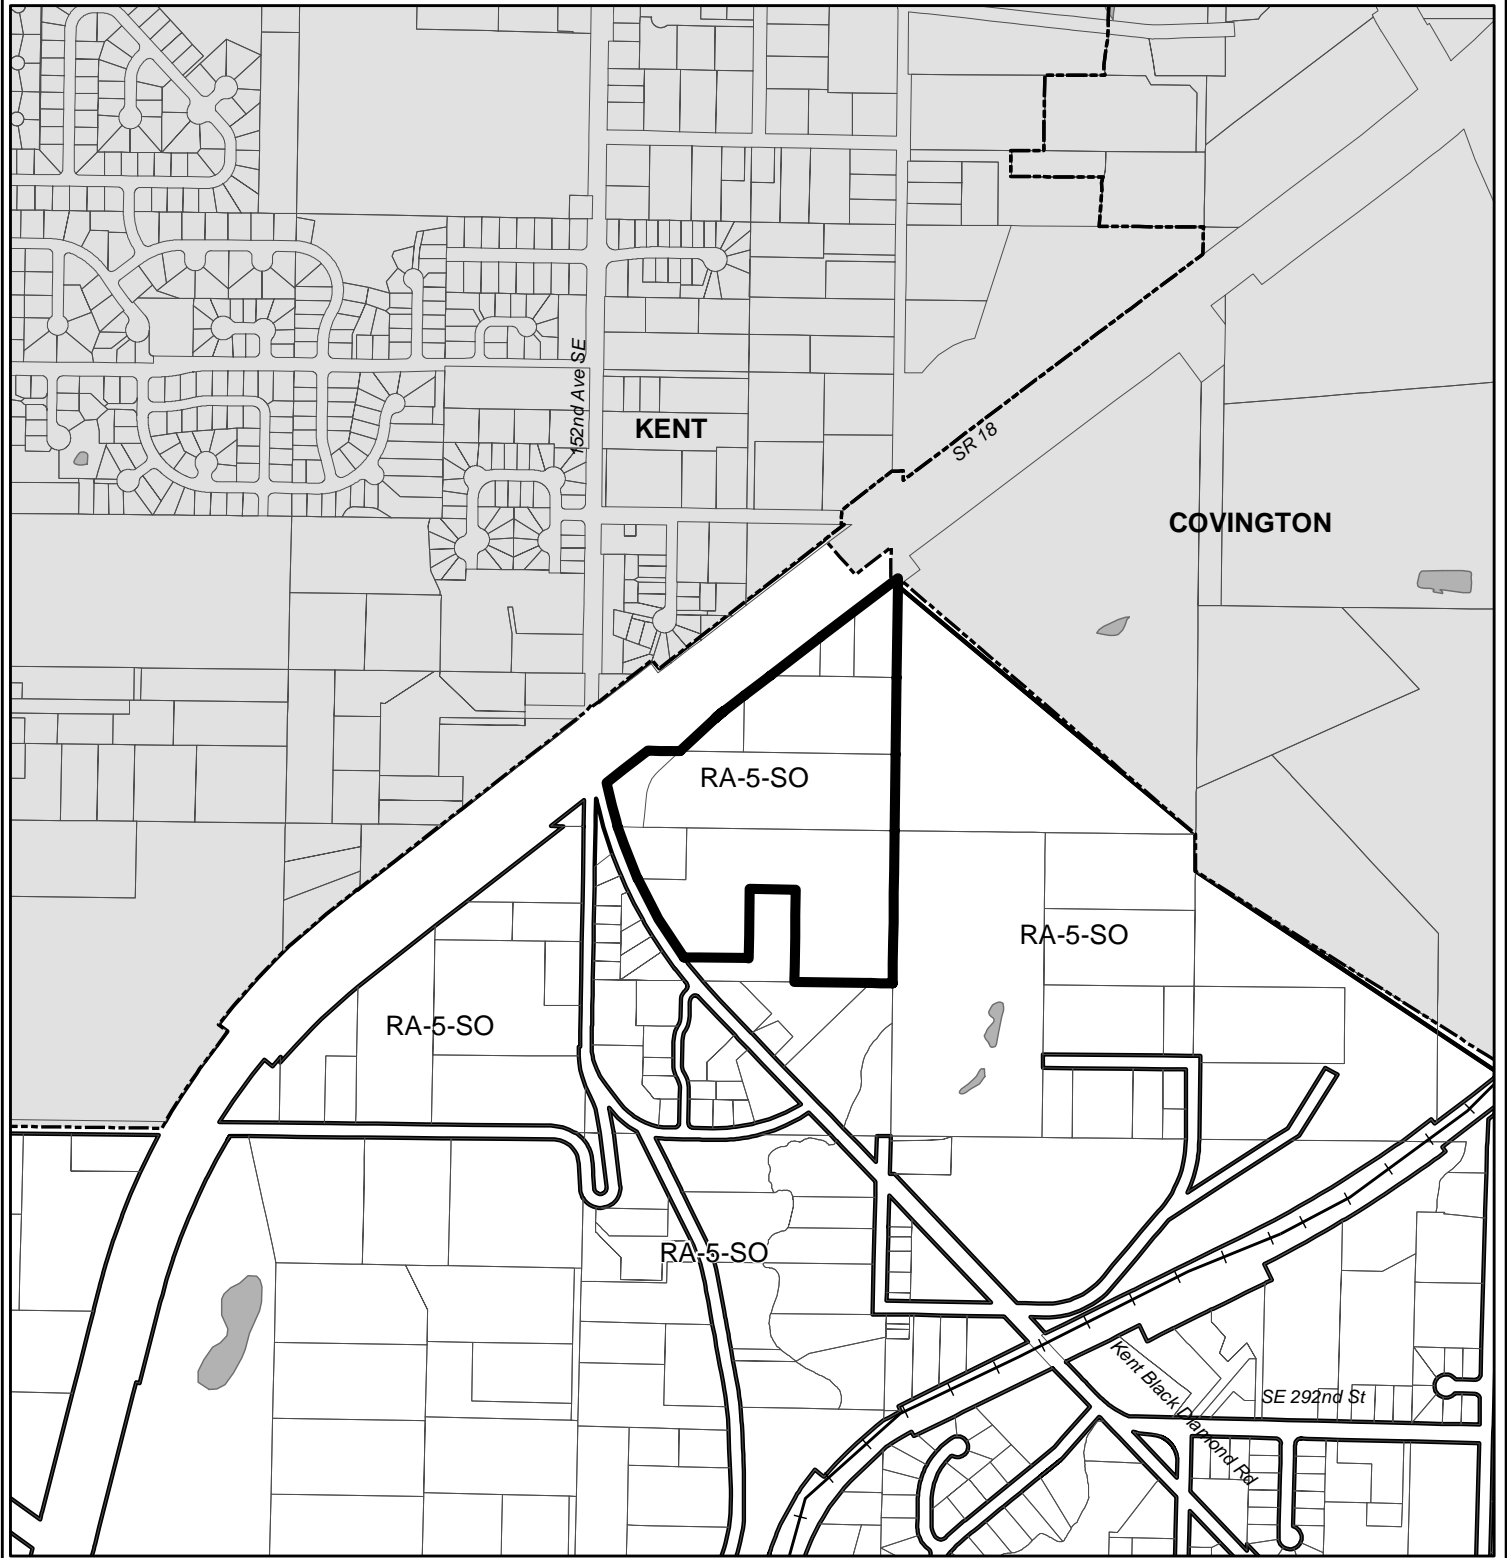 152nd Ave SE
KENT
SR 18
COVINGTON
RA-5-SO
RA-5-SO
RA-5-SO
RA-5-SO
Kent Black Diamond Rd
SE 292nd St